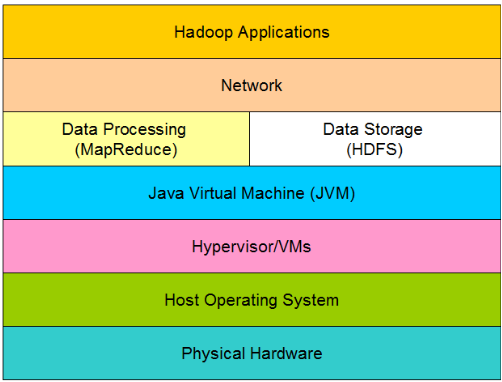 Hadoop Applications
Network
Data Processing
(MapReduce)
Data Storage
(HDFS)
Java Virtual Machine (JVM)
Hypervisor/VMs
Host Operating System
Physical Hardware